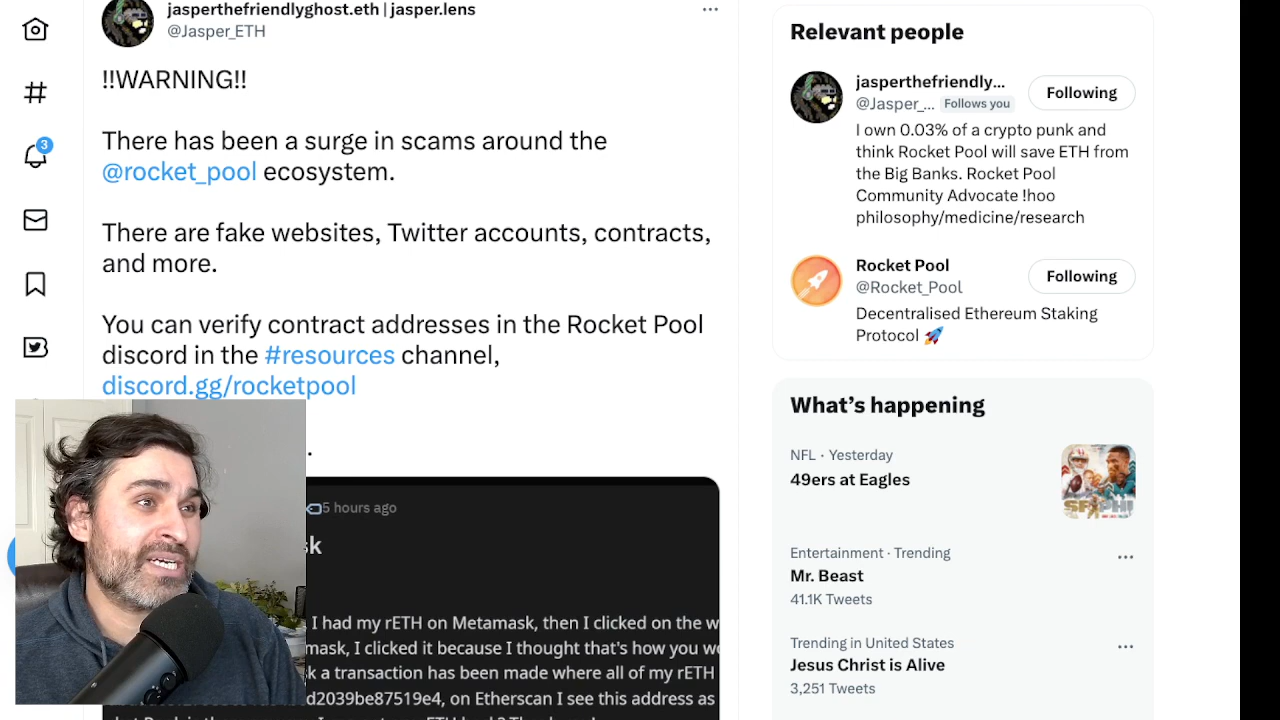 jasperthefriendlyghost.eth | jasper.lens
@Jasper_ETH
!!WARNING!!
There has been a surge in scams around the
@rocket_pool ecosystem.
There are fake websites, Twitter accounts, contracts,
and more.
You can verify contract addresses in the Rocket Pool
discord in the #resources channel,
discord.gg/rocketpool
.
5 hours ago
I had my rETH on Metamask, then I clicked on the
I clicked it because I thought that's how you
a transaction has been made where all of my rETH
d2039be87519e4, on Etherscan I see this address as
3
Relevant people
jasperthefriendly...
@Jasper_... Follows you
Following
I own 0.03% of a crypto punk and
think Rocket Pool will save ETH from
the Big Banks. Rocket Pool
Community Advocate !hoo
philosophy/medicine/research
Rocket Pool
@Rocket_Pool
Following
Decentralised Ethereum Staking
Protocol
What's happening
NFL · Yesterday
49ers at Eagles
Entertainment · Trending
Mr. Beast
41.1K Tweets
Trending in United States
Jesus Christ is Alive
3,251 Tweets